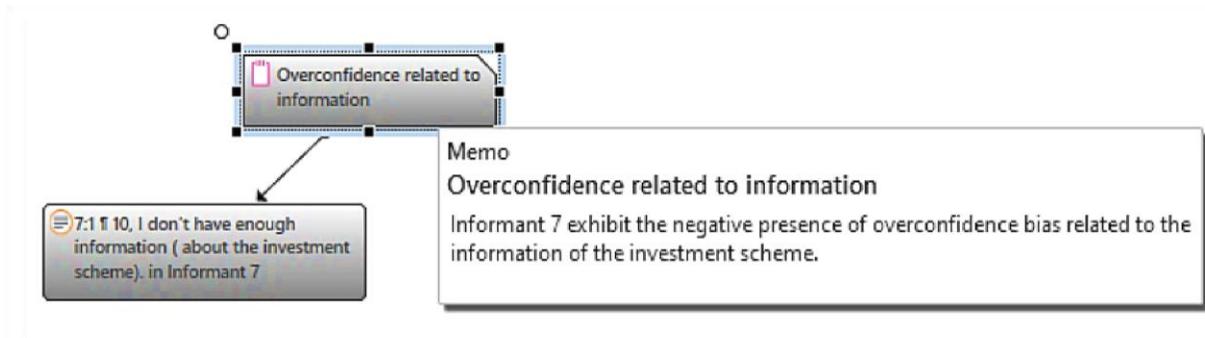 Overconfidence related to
information
Memo
Overconfidence related to information
Informant 7 exhibit the negative presence of overconfidence bias related to the
information of the investment scheme.
7:1 ¶ 10, I don't have enough
information ( about the investment
scheme). in Informant 7